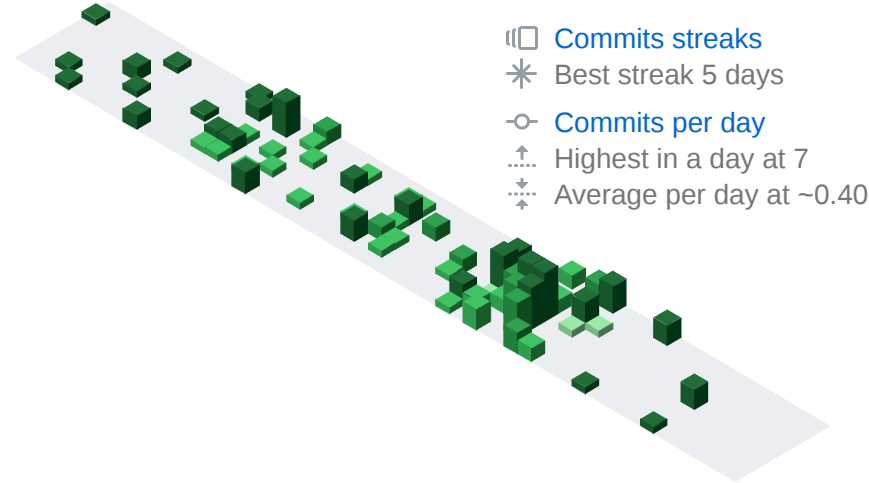 Commits streaks
Best streak 5 days
Commits per day
Highest in a day at 7
Average per day at ~0.40